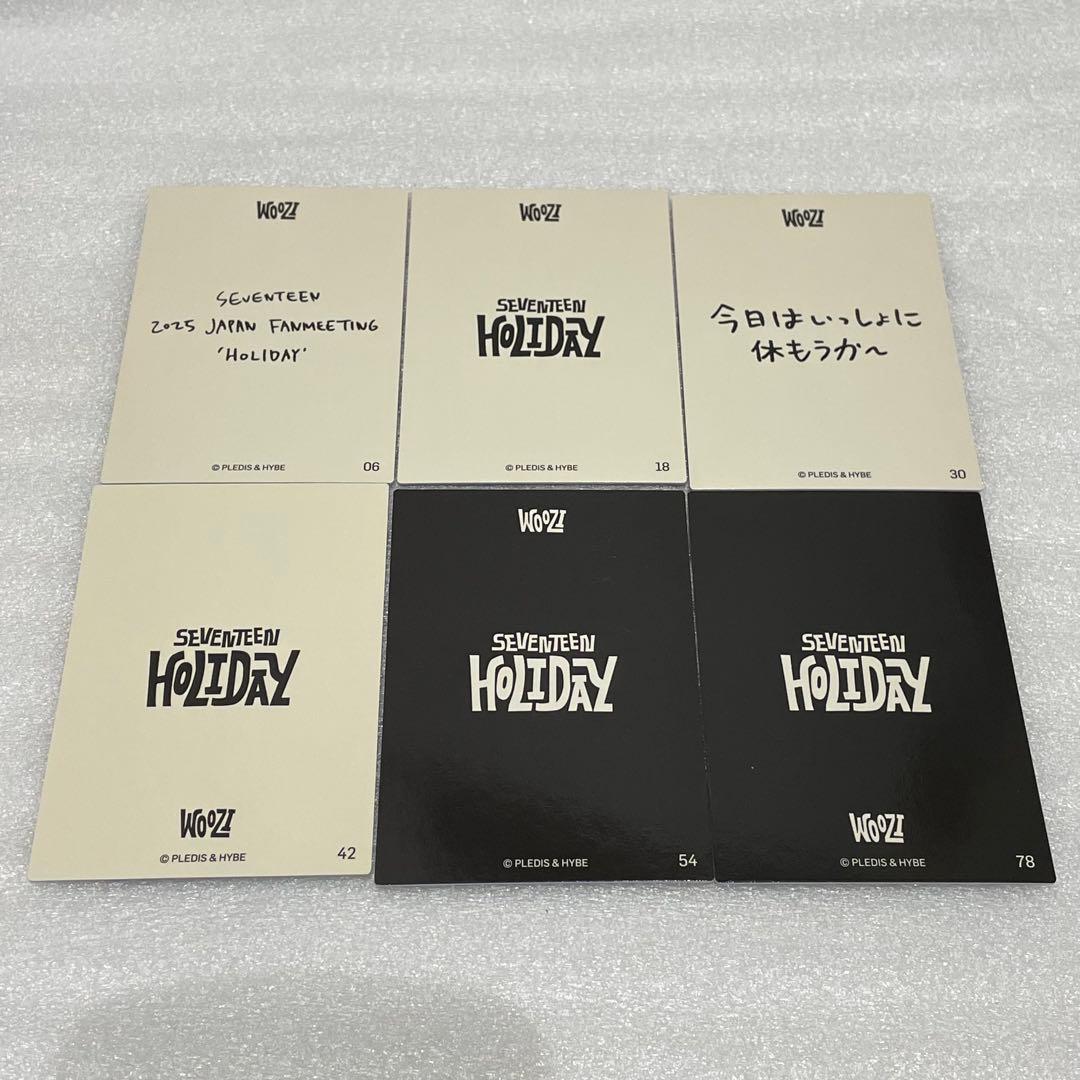 WOOZI
SEVENTEEN
2025 JAPAN FANMEETING
'HOLIDAY'
© PLEDIS & HYBE
06
WOOZI
SEVENTEEN
HOLIDAY
© PLEDIS & HYBE
18
WOOZI
今日はいっしょに
休もうか～
© PLEDIS & HYBE
30
SEVENTEEN
HOLIDAY
WOOZI
© PLEDIS & HYBE
42
WOOZI
SEVENTEEN
HOLIDAY
© PLEDIS & HYBE
54
SEVENTEEN
HOLIDAY
WOOZI
© PLEDIS & HYBE
78